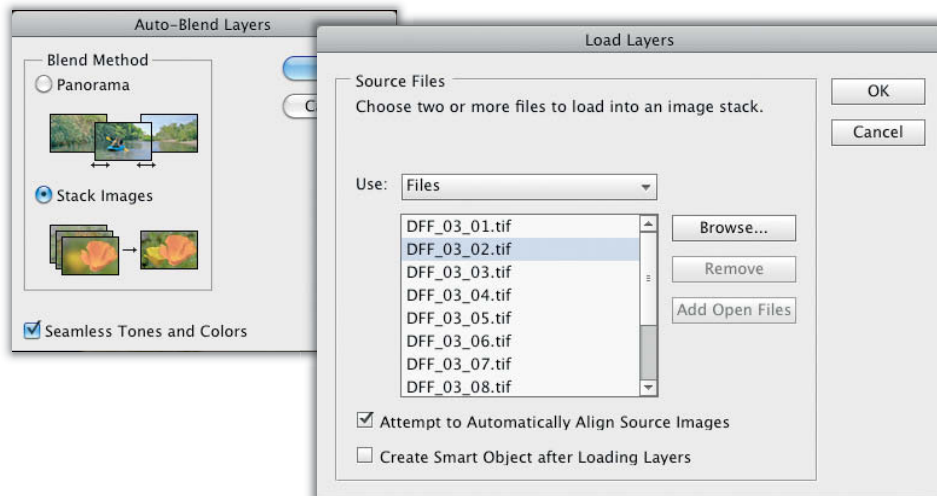 Auto-Blend Layers
Blend Method
Panorama
Stack Images
Seamless Tones and Colors
Load Layers
Source Files
Choose two or more files to load into an image stack.
OK
Cancel
Use: Files
DFF_03_01.tif
DFF_03_02.tif
DFF_03_03.tif
DFF_03_04.tif
DFF_03_05.tif
DFF_03_06.tif
DFF_03_07.tif
DFF_03_08.tif
Browse...
Remove
Add Open Files
Attempt to Automatically Align Source Images
Create Smart Object after Loading Layers